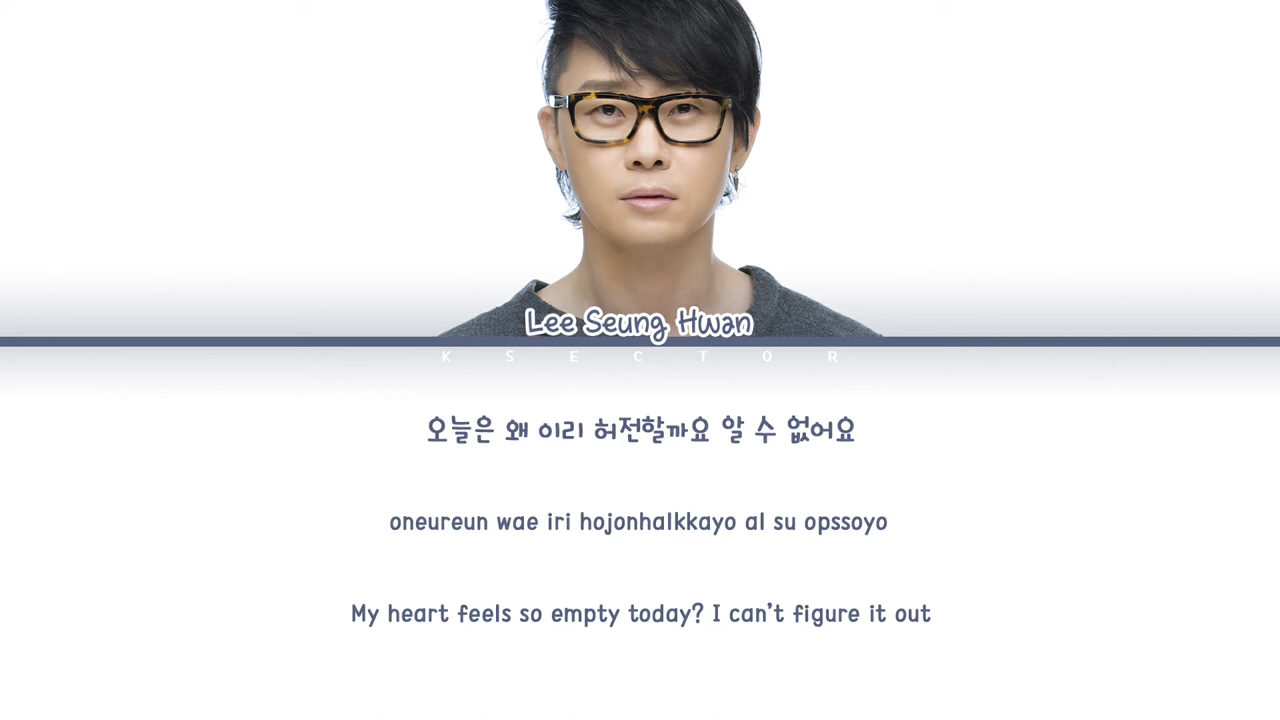 Lee Seung Hwan
K S E C T O R
오늘은 왜 이리 허전할까요 알 수 없어요
oneureun wae iri hojonhalkkayo al su opssoyo
My heart feels so empty today? I can't figure it out